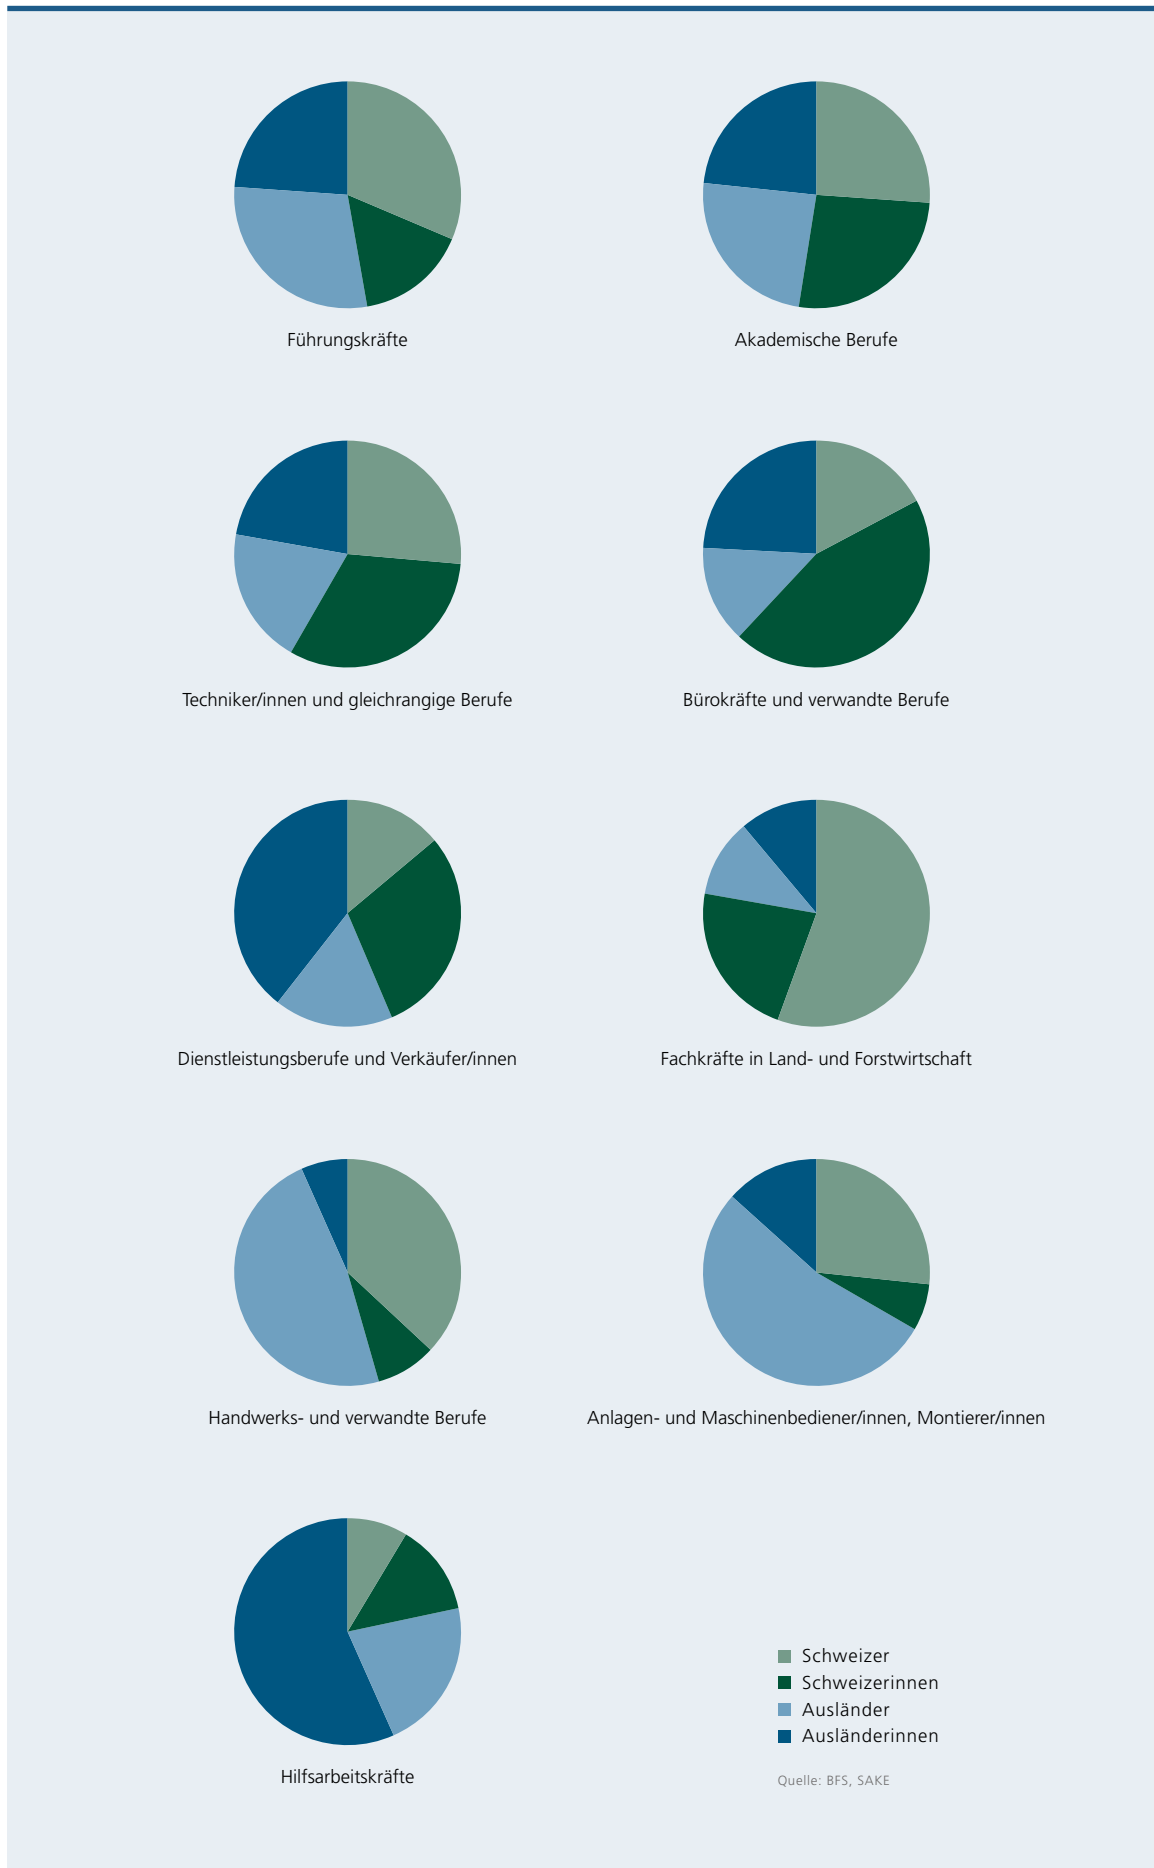 Führungskräfte
Akademische Berufe
Techniker/innen und gleichrangige Berufe
Bürokräfte und verwandte Berufe
Dienstleistungsberufe und Verkäufer/innen
Fachkräfte in Land- und Forstwirtschaft
Handwerks- und verwandte Berufe
Anlagen- und Maschinenbediener/innen, Montierer/innen
Hilfsarbeitskräfte
Schweizer
Schweizerinnen
Ausländer
Ausländerinnen
Quelle: BFS, SAKE